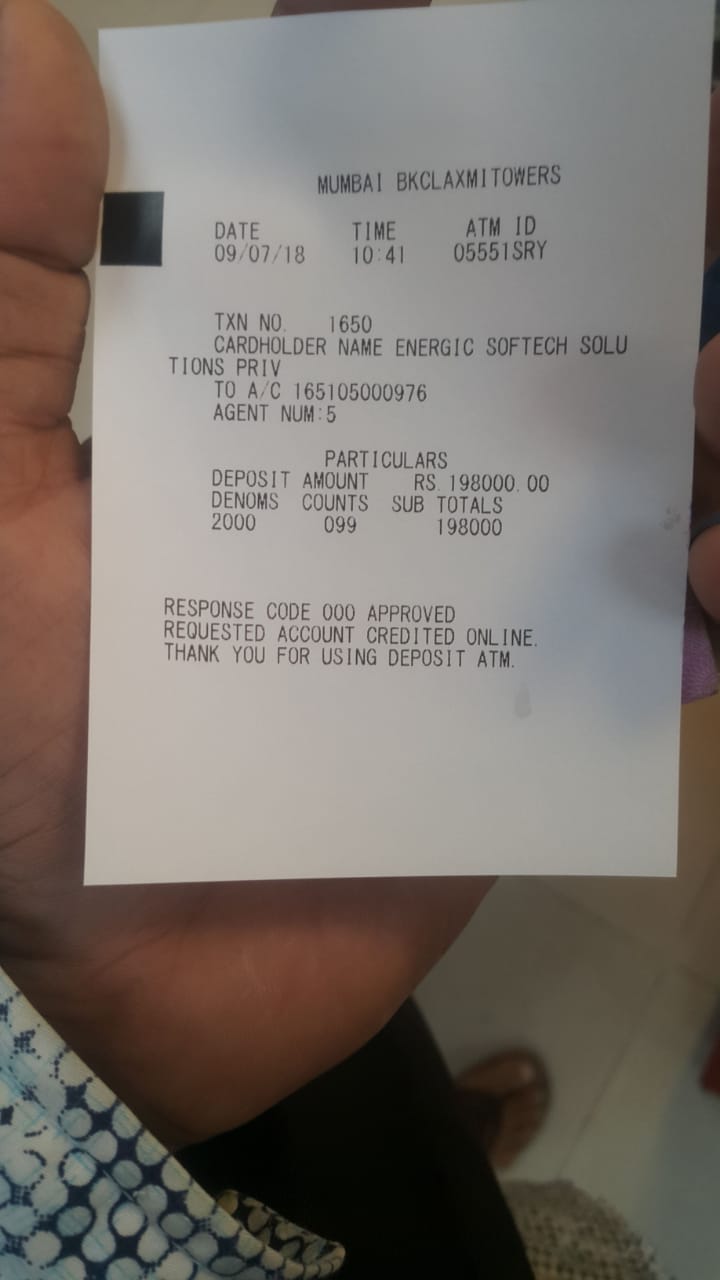 MUMBAI BKCLAXMITOWERS
DATE TIME ATM ID
09/07/18 10:41 05551SRY
TXN NO. 1650
CARDHOLDER NAME ENERGIC SOFTECH SOLU
TIONS PRIV
TO A/C 165105000976
AGENT NUM:5
PARTICULARS
DEPOSIT AMOUNT RS. 198000.00
DENOMS COUNTS SUB TOTALS
2000 099 198000
RESPONSE CODE 000 APPROVED
REQUESTED ACCOUNT CREDITED ONLINE.
THANK YOU FOR USING DEPOSIT ATM.